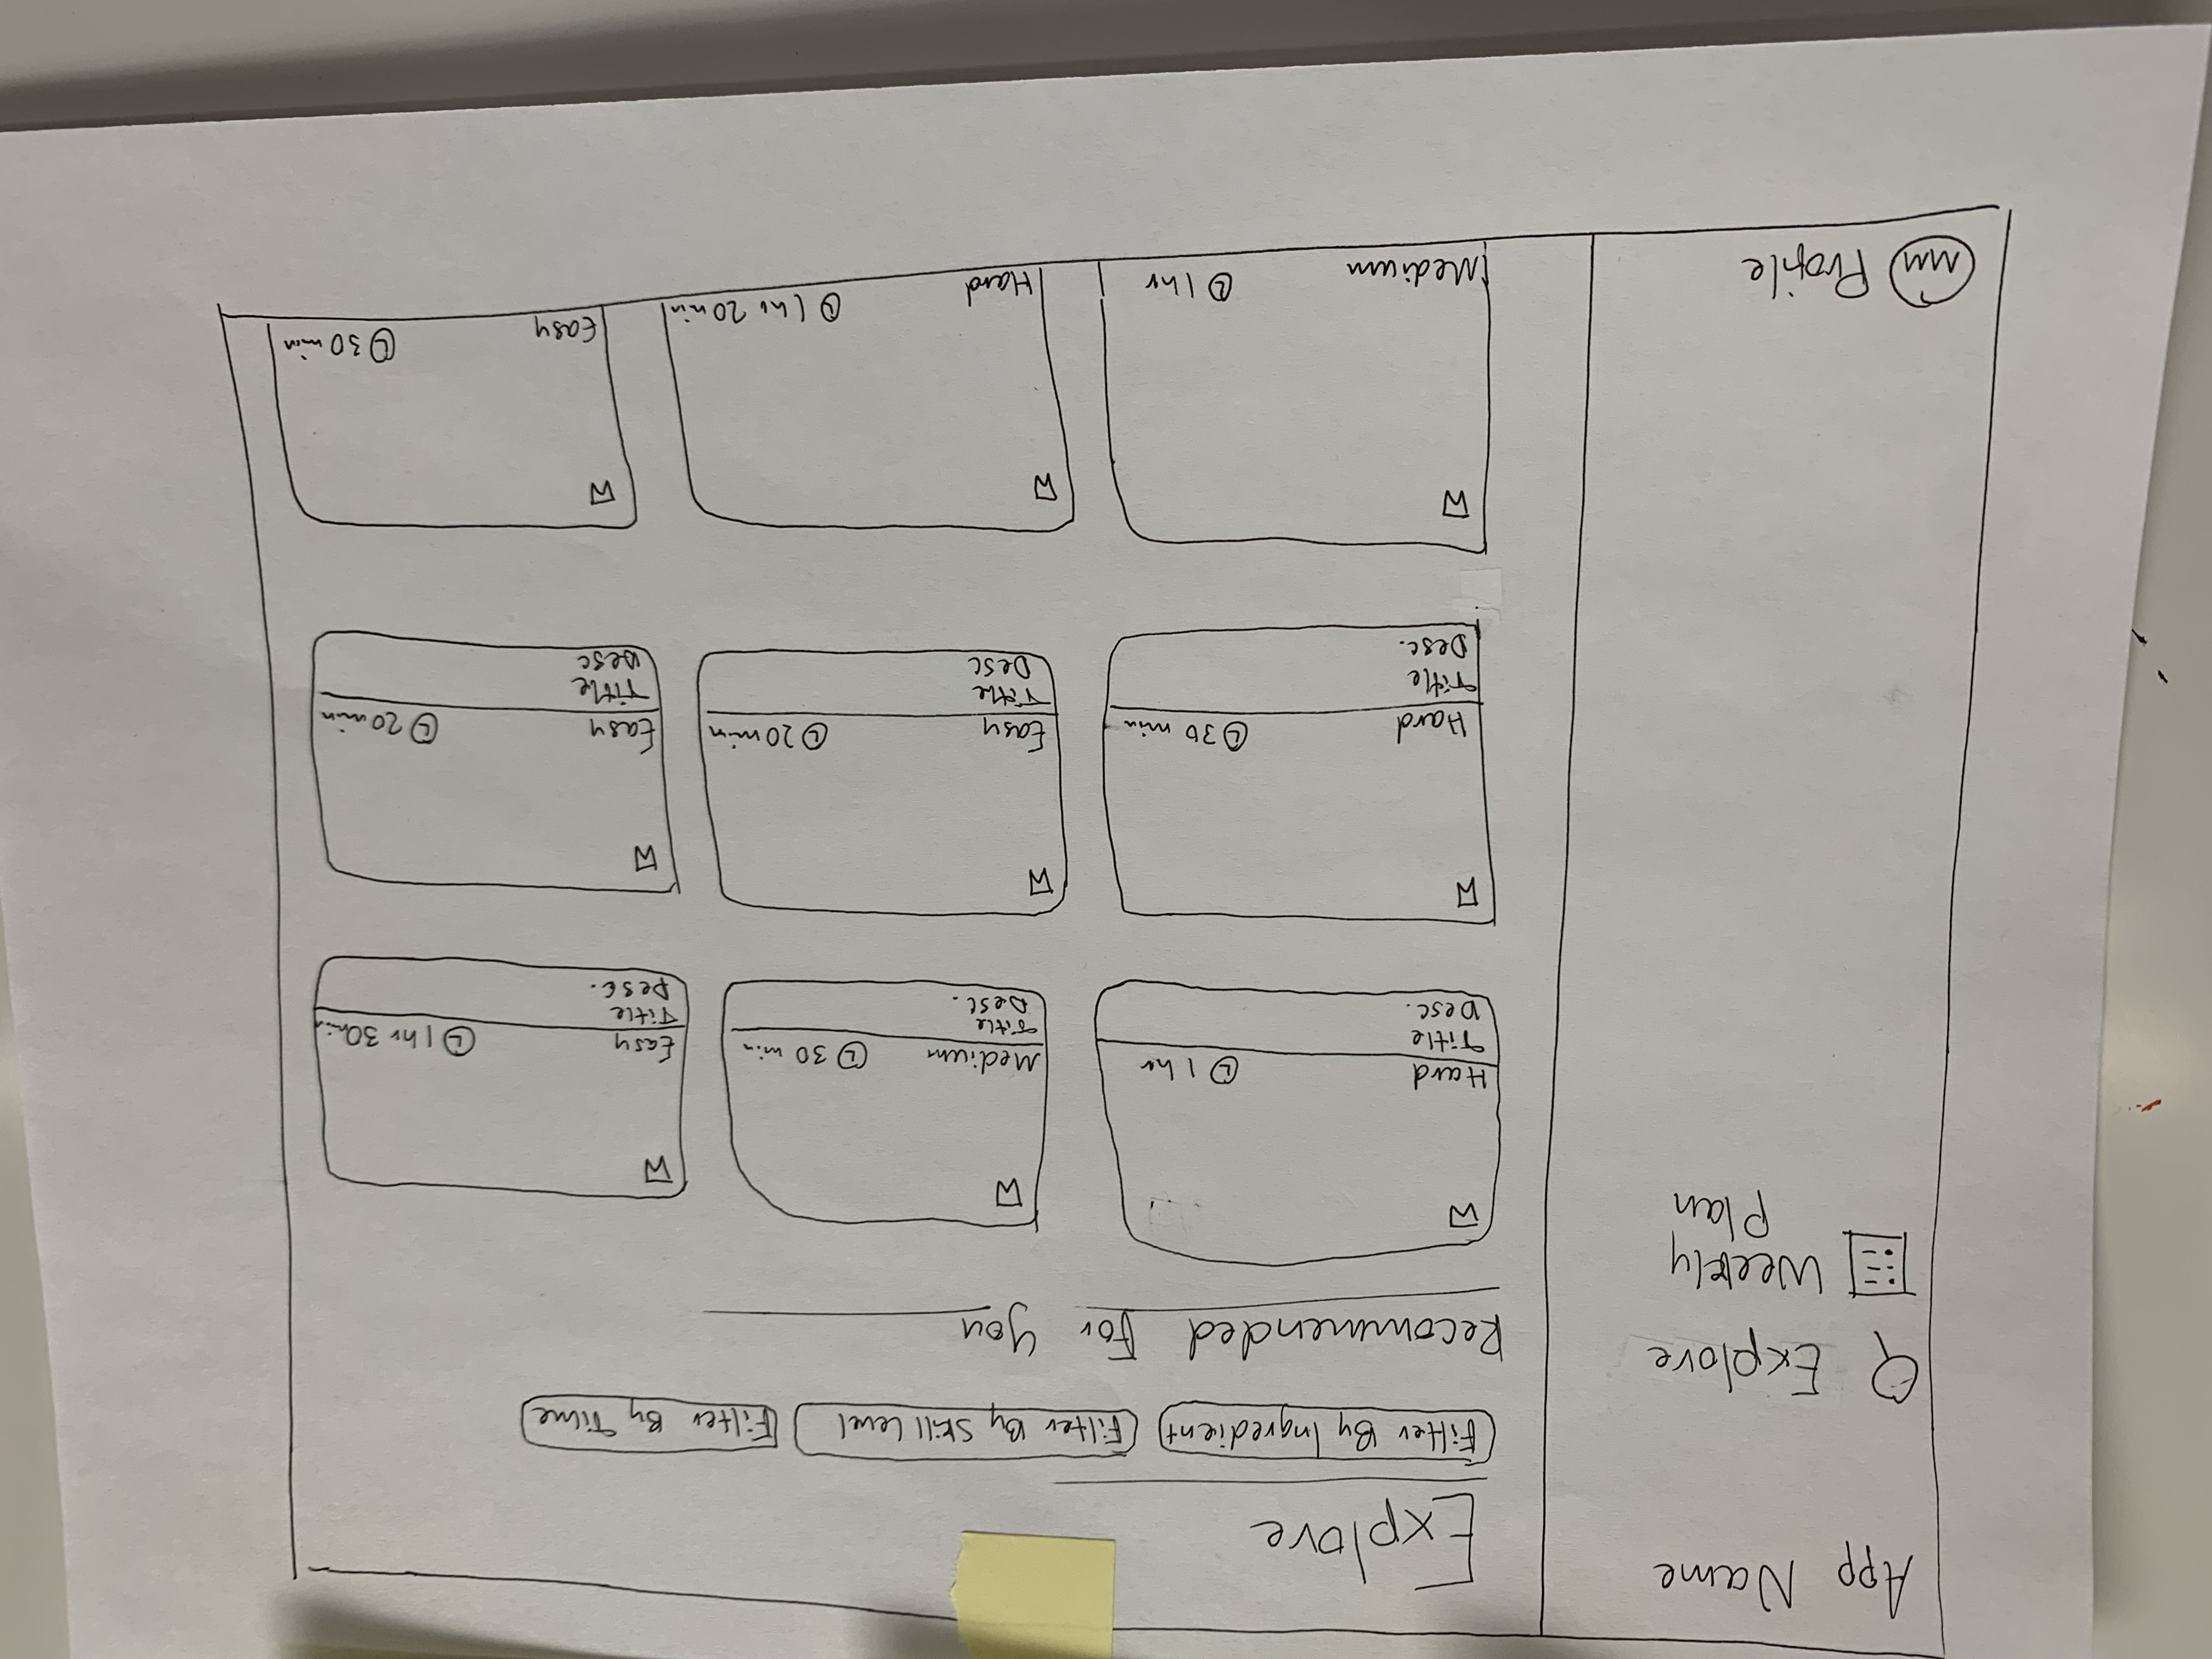 App Name
Explore
Weekly
Plan
Profile
Explore
Filter By Ingredient
Filter By Skill Level
Filter By Time
Recommended For You
Hard 1 hr
Title
Desc.
Medium 30 min
Title
Desc.
Easy 1 hr 30 min
Title
Desc.
Hard 30 min
Title
Desc.
Easy 20 min
Title
Desc
Easy 20 min
Title
Desc
Medium 1 hr
Hard 1 hr 20 min
Easy 30 min